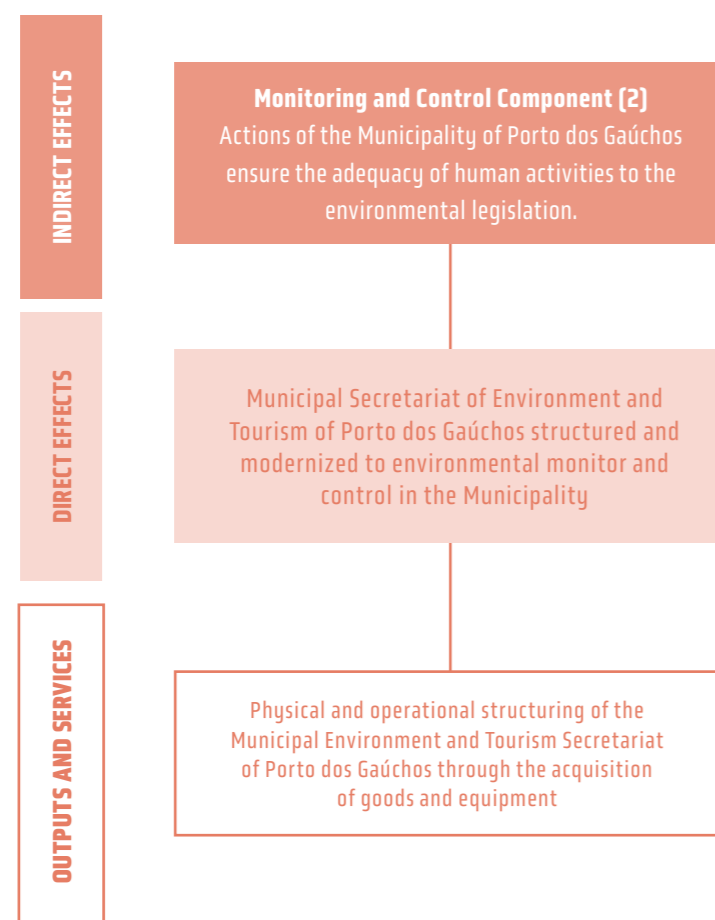 INDIRECT EFFECTS
Monitoring and Control Component (2)
Actions of the Municipality of Porto dos Gaúchos
ensure the adequacy of human activities to the
environmental legislation.
DIRECT EFFECTS
Municipal Secretariat of Environment and
Tourism of Porto dos Gaúchos structured and
modernized to environmental monitor and
control in the Municipality
OUTPUTS AND SERVICES
Physical and operational structuring of the
Municipal Environment and Tourism Secretariat
of Porto dos Gaúchos through the acquisition
of goods and equipment